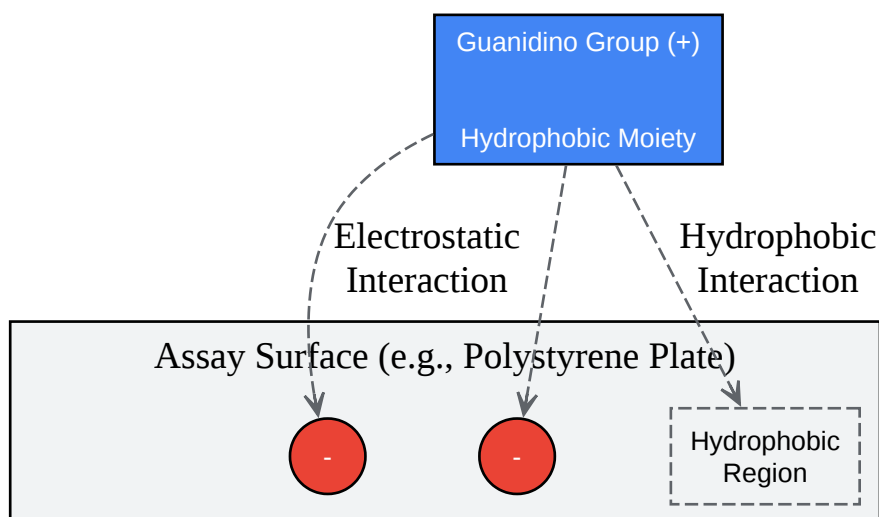 Guanidino Group (+)
Hydrophobic Moiety
Electrostatic
Interaction
Hydrophobic
Interaction
Assay Surface (e.g., Polystyrene Plate)
-
-
Hydrophobic
Region